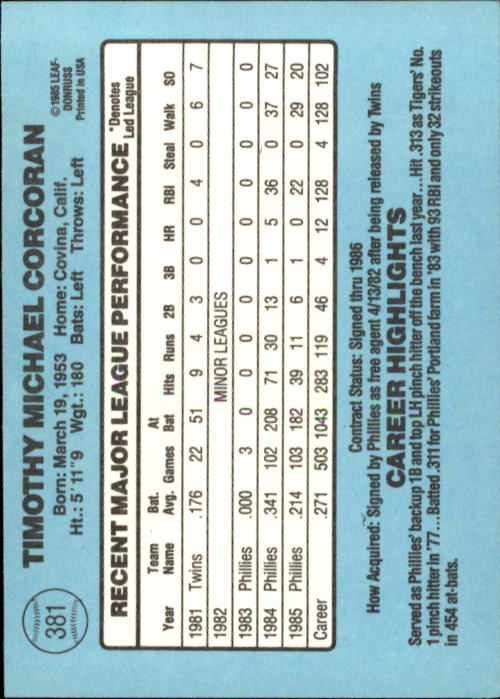 381
TIMOTHY MICHAEL CORCORAN
©1985 LEAF-
DONRUSS
Printed in USA
Born: March 19, 1953 Home: Covina, Calif.
Ht.: 5'11"9 Wgt.: 180 Bats: Left Throws: Left
RECENT MAJOR LEAGUE PERFORMANCE
*Denotes
Led League
Year Team Name Bat. Avg. Games At Bat Hits Runs 2B 3B HR RBI Steal Walk SO
1981 Twins .176 22 51 9 4 3 0 0 4 0 6 7
1982 MINOR LEAGUES
1983 Phillies .000 3 0 0 0 0 0 0 0 0 0 0
1984 Phillies .341 102 208 71 30 13 1 5 36 0 37 27
1985 Phillies .214 103 182 39 11 6 1 0 22 0 29 20
Career .271 503 1043 283 119 46 4 12 128 4 128 102
Contract Status: Signed thru 1986
How Acquired: Signed by Phillies as free agent 4/13/82 after being released by Twins
CAREER HIGHLIGHTS
Served as Phillies' backup 1B and top LH pinch hitter off the bench last year...Hit .313 as Tigers' No.
1 pinch hitter in '77...Batted .311 for Phillies' Portland farm in '83 with 93 RBI and only 32 strikeouts
in 454 at-bats.